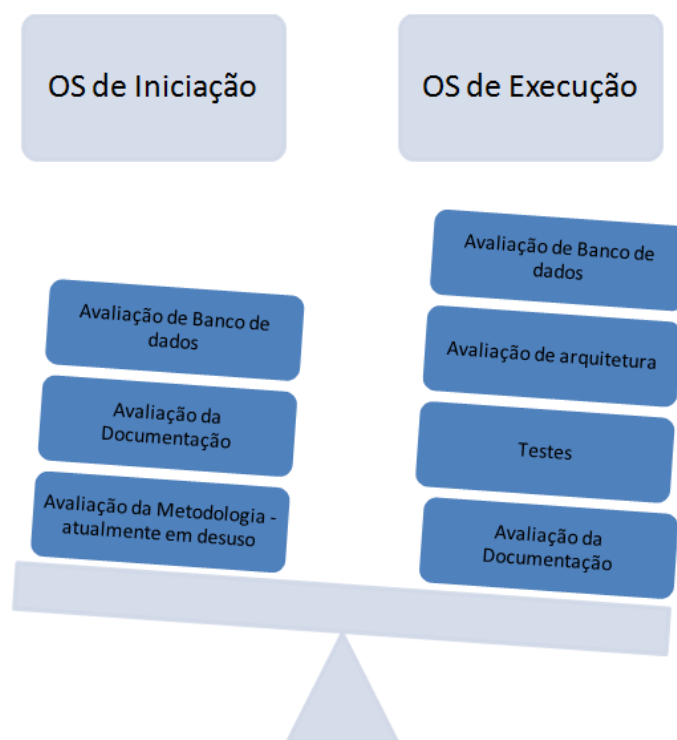 OS de Iniciação
OS de Execução
Avaliação de Banco de
dados
Avaliação da
Documentação
Avaliação da Metodologia -
atualmente em desuso
Avaliação de Banco de
dados
Avaliação de arquitetura
Testes
Avaliação da
Documentação